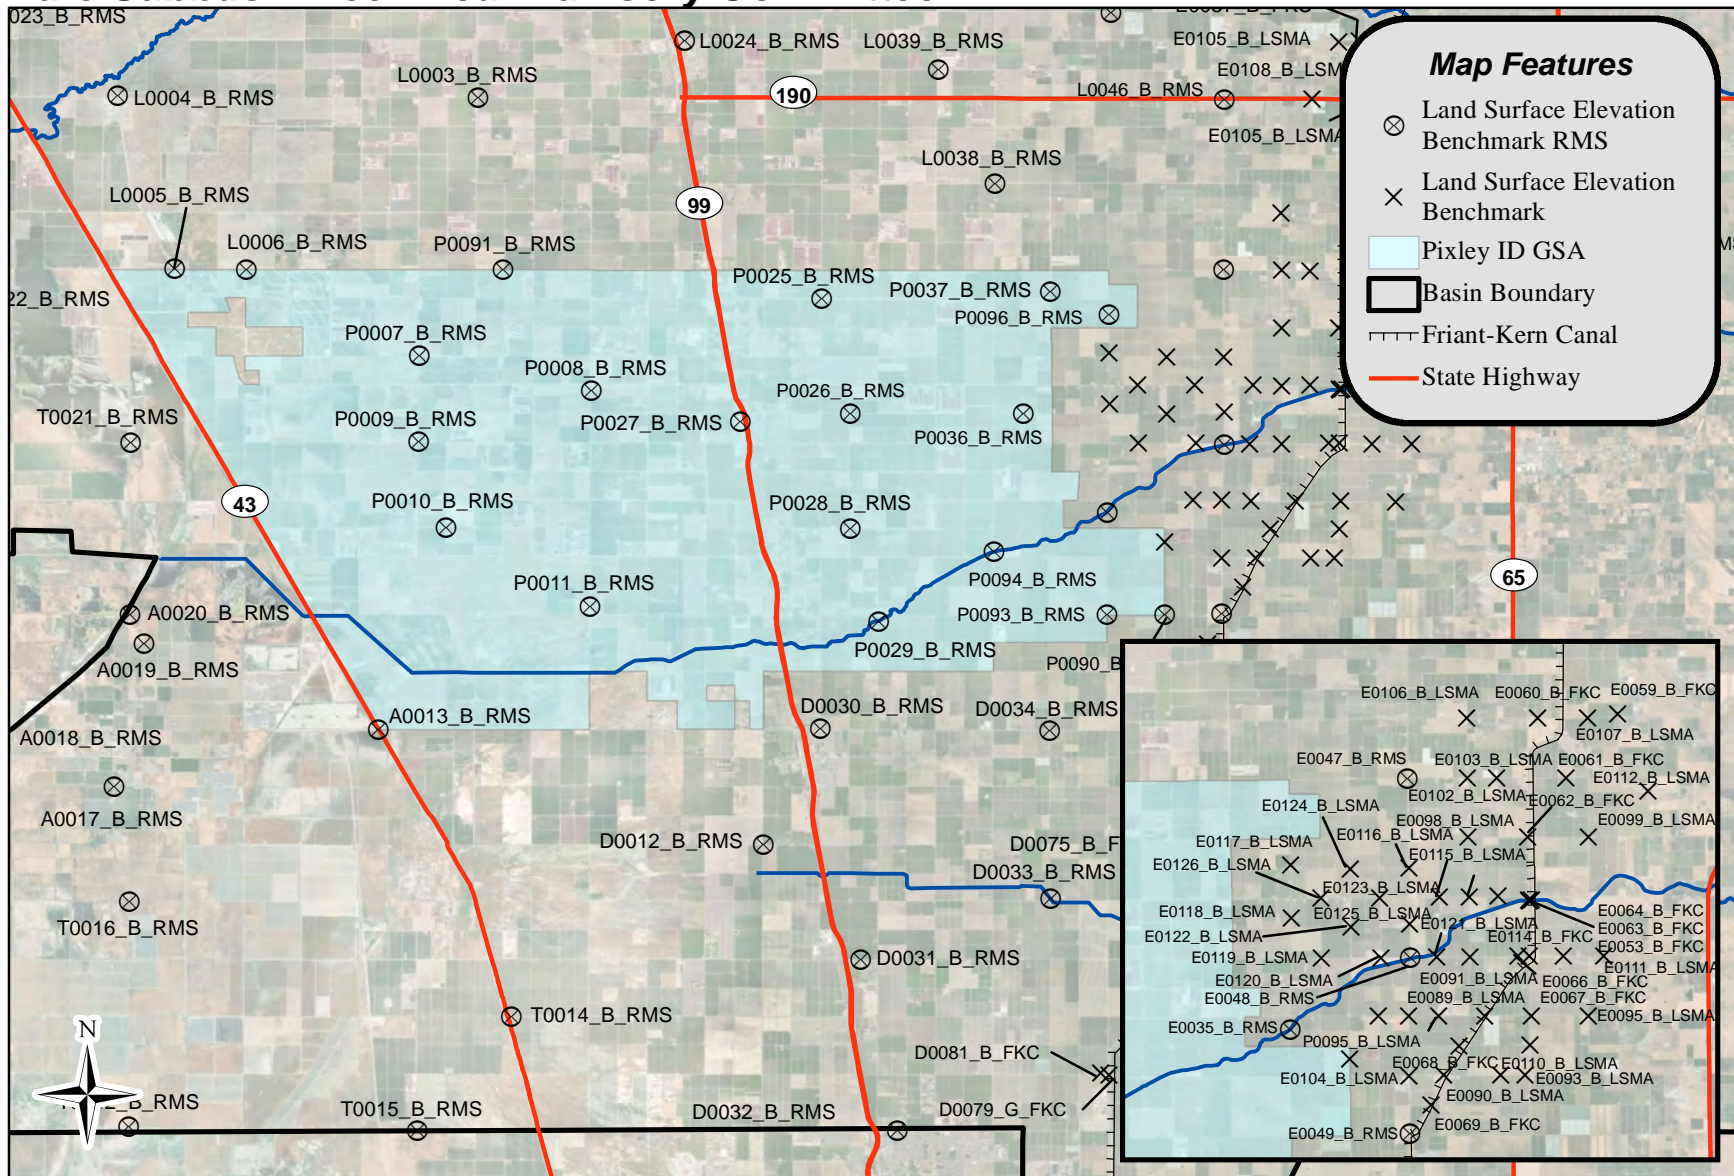 023_B_RMS
L0024_B_RMS
L0039_B_RMS
E0105_B_LSMA
L0003_B_RMS
L0004_B_RMS
190
E0108_B_LSM
L0046_B_RMS
E0105_B_LSMA
L0038_B_RMS
L0005_B_RMS
99
L0006_B_RMS
P0091_B_RMS
P0025_B_RMS
P0037_B_RMS
22_B_RMS
P0096_B_RMS
P0007_B_RMS
P0008_B_RMS
P0026_B_RMS
T0021_B_RMS
P0009_B_RMS
P0027_B_RMS
P0036_B_RMS
43
P0010_B_RMS
P0028_B_RMS
P0011_B_RMS
P0094_B_RMS
65
A0020_B_RMS
P0093_B_RMS
A0019_B_RMS
P0029_B_RMS
P0090_B
A0013_B_RMS
D0030_B_RMS
D0034_B_RMS
A0018_B_RMS
A0017_B_RMS
D0012_B_RMS
D0075_B_F
D0033_B_RMS
T0016_B_RMS
D0031_B_RMS
T0014_B_RMS
D0081_B_FKC
N
T0015_B_RMS
D0032_B_RMS
D0079_G_FKC
Map Features
Land Surface Elevation
Benchmark RMS
Land Surface Elevation
Benchmark
Pixley ID GSA
Basin Boundary
Friant-Kern Canal
State Highway
E0106_B_LSMA
E0060_B_FKC
E0059_B_FKC
E0107_B_LSMA
E0047_B_RMS
E0103_B_LSMA
E0061_B_FKC
E0112_B_LSMA
E0102_B_LSMA
E0062_B_FKC
E0124_B_LSMA
E0098_B_LSMA
E0099_B_LSMA
E0117_B_LSMA
E0116_B_LSMA
E0115_B_LSMA
E0126_B_LSMA
E0123_B_LSMA
E0118_B_LSMA
E0125_B_LSMA
E0064_B_FKC
E0122_B_LSMA
E0121_B_LSMA
E0114_B_FKC
E0063_B_FKC
E0053_B_FKC
E0119_B_LSMA
E0111_B_LSMA
E0120_B_LSMA
E0091_B_LSMA
E0066_B_FKC
E0048_B_RMS
E0089_B_LSMA
E0067_B_FKC
E0095_B_LSMA
E0035_B_RMS
P0095_B_LSMA
E0068_B_FKC
E0110_B_LSMA
E0104_B_LSMA
E0093_B_LSMA
E0090_B_LSMA
E0069_B_FKC
E0049_B_RMS